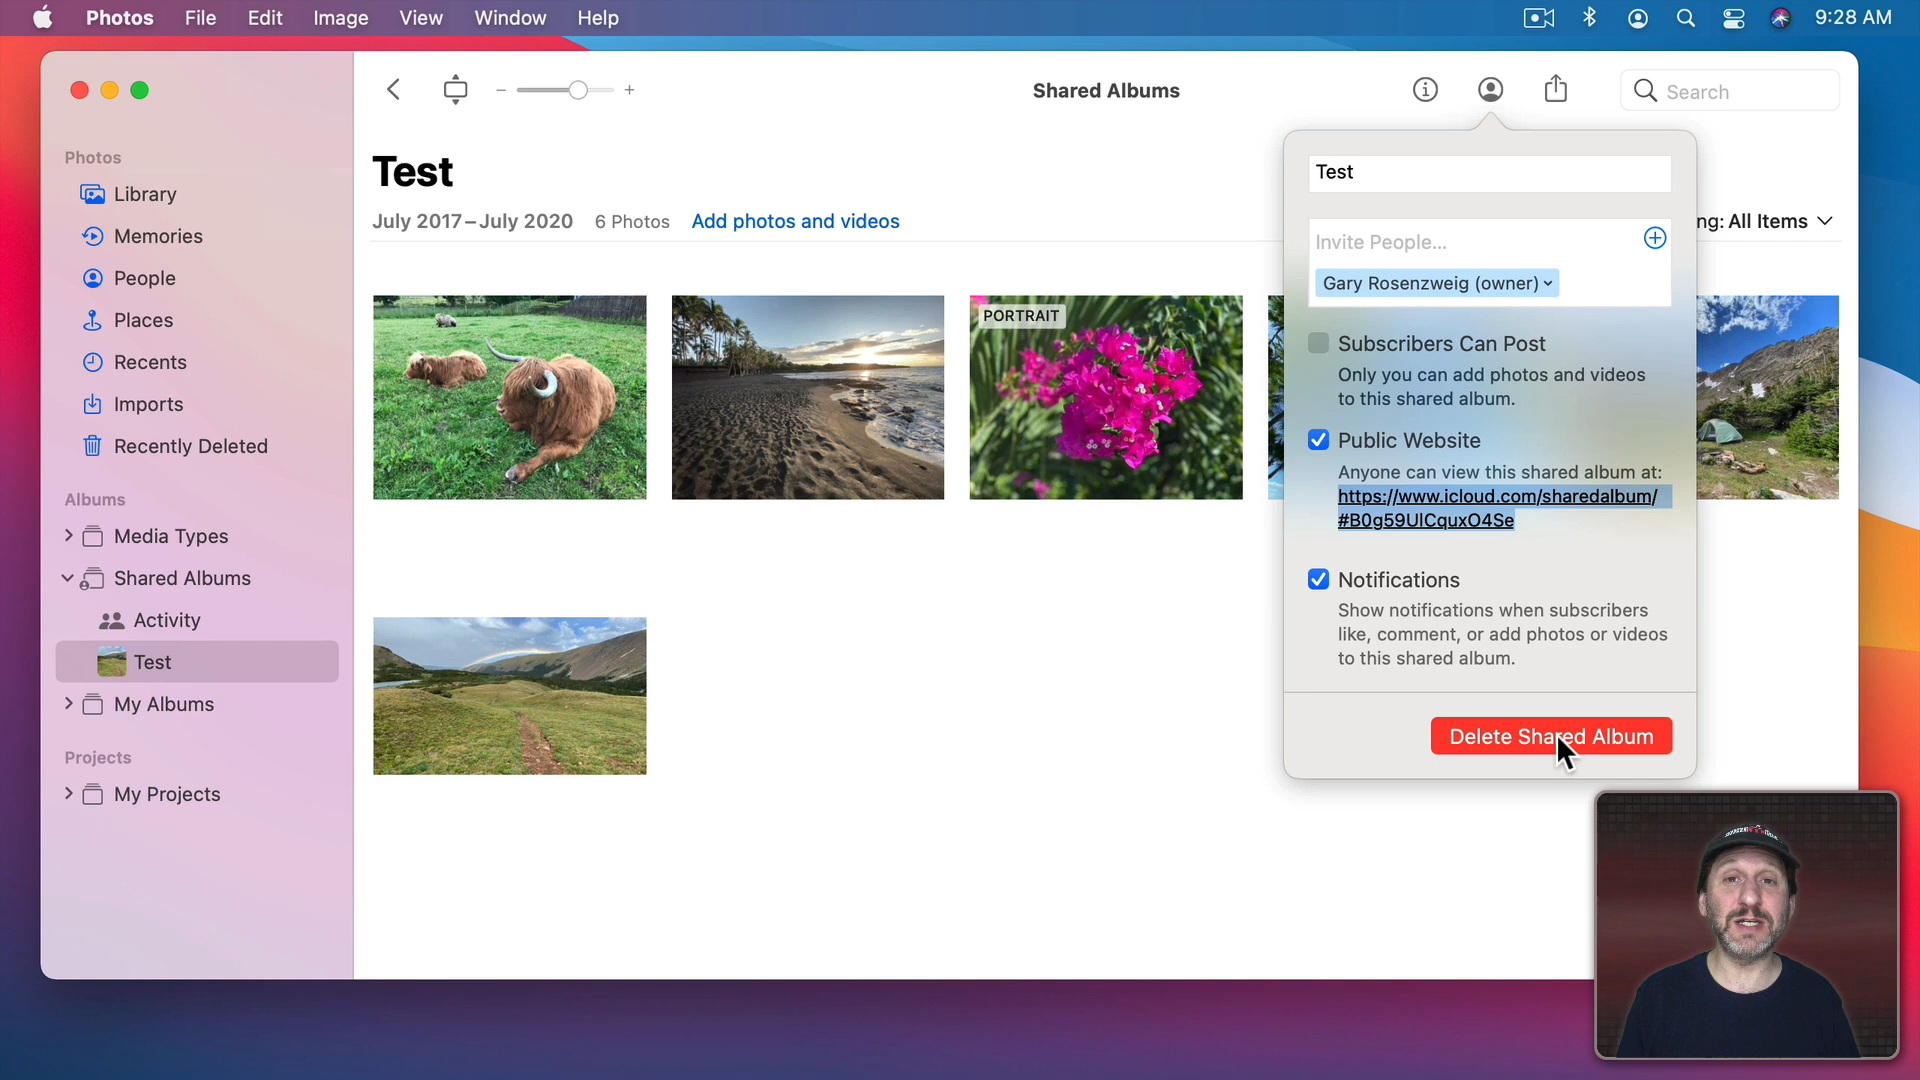 Photos File Edit Image View Window Help 9:28 AM
Shared Albums
Search
Photos
Library
Memories
People
Places
Recents
Imports
Recently Deleted
Albums
Media Types
Shared Albums
Activity
Test
My Albums
Projects
My Projects
Test
July 2017 – July 2020 6 Photos Add photos and videos
ng: All Items
PORTRAIT
Test
Invite People...
Gary Rosenzweig (owner)
Subscribers Can Post
Only you can add photos and videos
to this shared album.
Public Website
Anyone can view this shared album at:
https://www.icloud.com/sharedalbum/
#B0g59UlCquxO4Se
Notifications
Show notifications when subscribers
like, comment, or add photos or videos
to this shared album.
Delete Shared Album